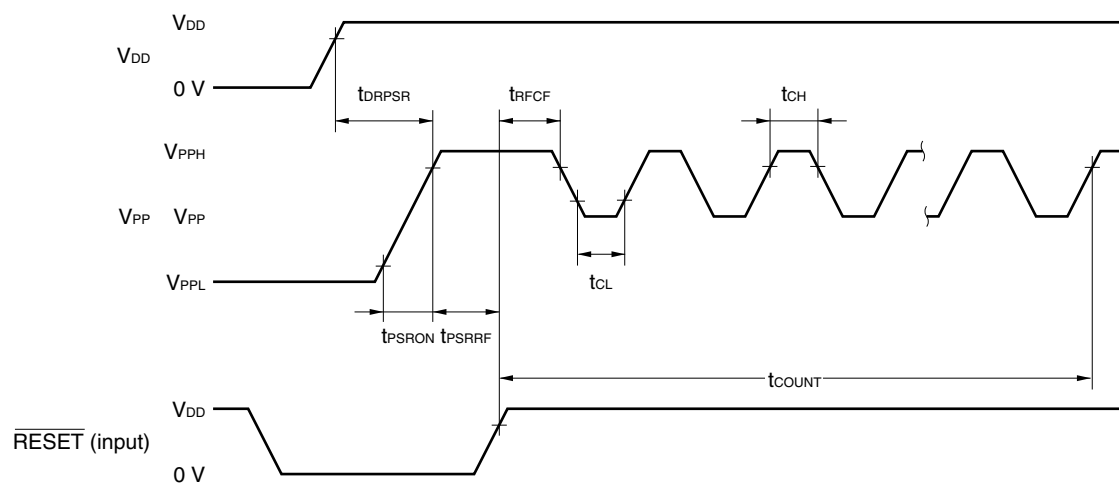 VDD
VDD
0 V
tDRPSR
tRFCF
tCH
VPPH
VPP VPP
VPPL
tCL
tPSRON tPSRRF
tCOUNT
VDD
RESET (input)
0 V